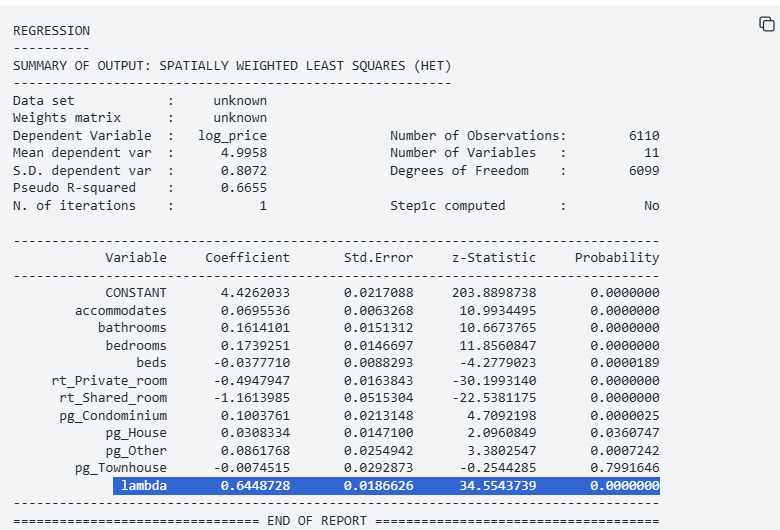 REGRESSION
----------
SUMMARY OF OUTPUT: SPATIALLY WEIGHTED LEAST SQUARES (HET)
---------------------------------------------------------
Data set            :     unknown
Weights matrix      :     unknown
Dependent Variable  :   log_price                Number of Observations:        6110
Mean dependent var  :      4.9958                Number of Variables   :          11
S.D. dependent var  :      0.8072                Degrees of Freedom    :        6099
Pseudo R-squared    :      0.6655
N. of iterations    :           1                Step1c computed       :          No
------------------------------------------------------------------------------------
            Variable     Coefficient       Std.Error     z-Statistic     Probability
------------------------------------------------------------------------------------
            CONSTANT       4.4262033       0.0217088     203.8898738       0.0000000
        accommodates       0.0695536       0.0063268      10.9934495       0.0000000
           bathrooms       0.1614101       0.0151312      10.6673765       0.0000000
            bedrooms       0.1739251       0.0146697      11.8560847       0.0000000
                beds      -0.0377710       0.0088293      -4.2779023       0.0000189
     rt_Private_room      -0.4947947       0.0163843     -30.1993140       0.0000000
      rt_Shared_room      -1.1613985       0.0515304     -22.5381175       0.0000000
      pg_Condominium       0.1003761       0.0213148       4.7092198       0.0000025
            pg_House       0.0308334       0.0147100       2.0960849       0.0360747
            pg_Other       0.0861768       0.0254942       3.3802547       0.0007242
        pg_Townhouse      -0.0074515       0.0292873      -0.2544285       0.7991646
              lambda       0.6448728       0.0186626      34.5543739       0.0000000
------------------------------------------------------------------------------------
================================ END OF REPORT =====================================